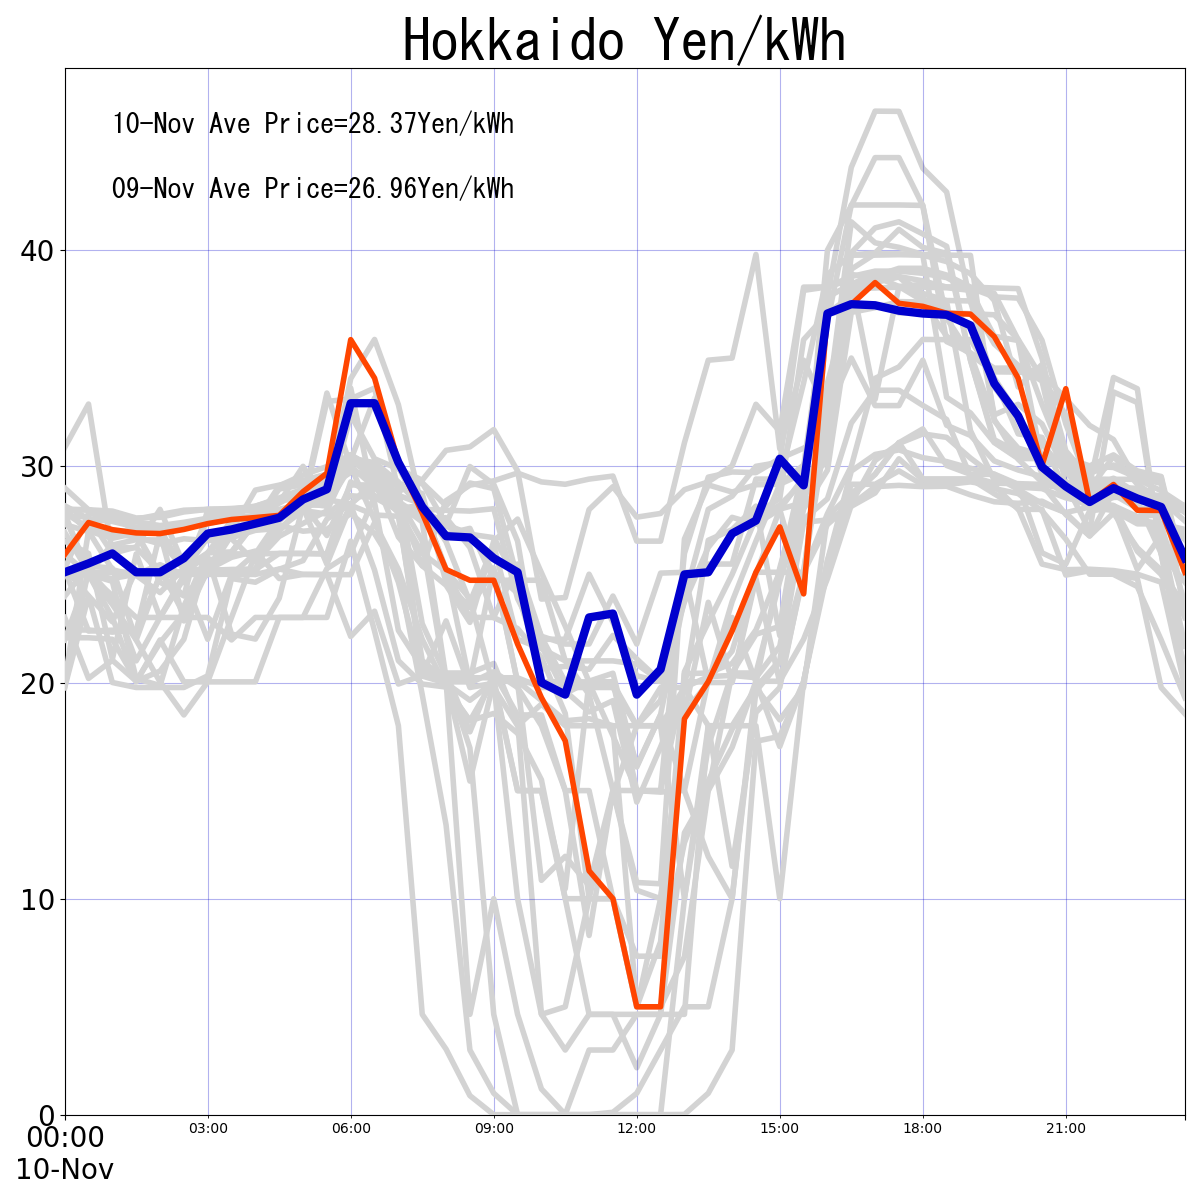 Hokkaido Yen/kWh
10-Nov Ave Price=28.37Yen/kWh
09-Nov Ave Price=26.96Yen/kWh
40
30
20
10
0
00:00 03:00 06:00 09:00 12:00 15:00 18:00 21:00
10-Nov